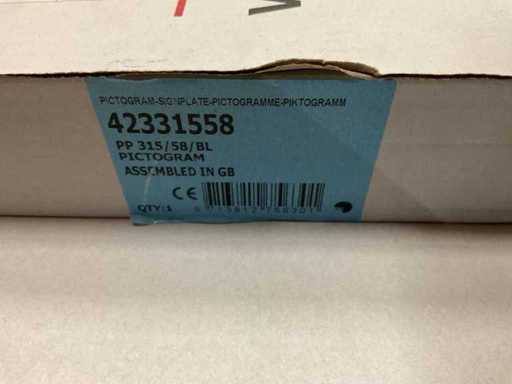 PICTOGRAM-SIGNPLATE-PICTOGRAMME-PIKTOGRAMM
42331558
PP 315/58/BL
PICTOGRAM
ASSEMBLED IN GB
CE
QTY:1